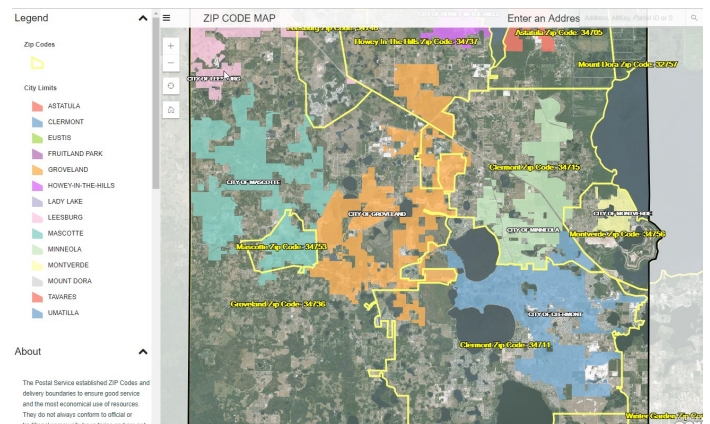 Legend
Zip Codes
City Limits
ASTATULA
CLERMONT
EUSTIS
FRUITLAND PARK
GROVELAND
HOWEY-IN-THE-HILLS
LADY LAKE
LEESBURG
MASCOTTE
MINNEOLA
MONTVERDE
MOUNT DORA
TAVARES
UMATILLA
About
The Postal Service established ZIP Codes and
delivery boundaries to ensure good service
and the most economical use of resources.
They do not always conform to official or
ZIP CODE MAP
Enter an Addres
Address, AltKey, Parcel ID or S
Howey In The Hills Zip Code- 34737
Astatula Zip Code- 34705
Mount Dora Zip Code- 32757
Clermont Zip Code- 34715
CITY OF MASCOTTE
CITY OF GROVELAND
CITY OF MONTVERDE
CITY OF MINNEOLA
Montverde Zip Code- 34756
Mascotte Zip Code- 34753
Groveland Zip Code- 34736
CITY OF CLERMONT
Clermont Zip Code- 34711
Winter Garden Zip